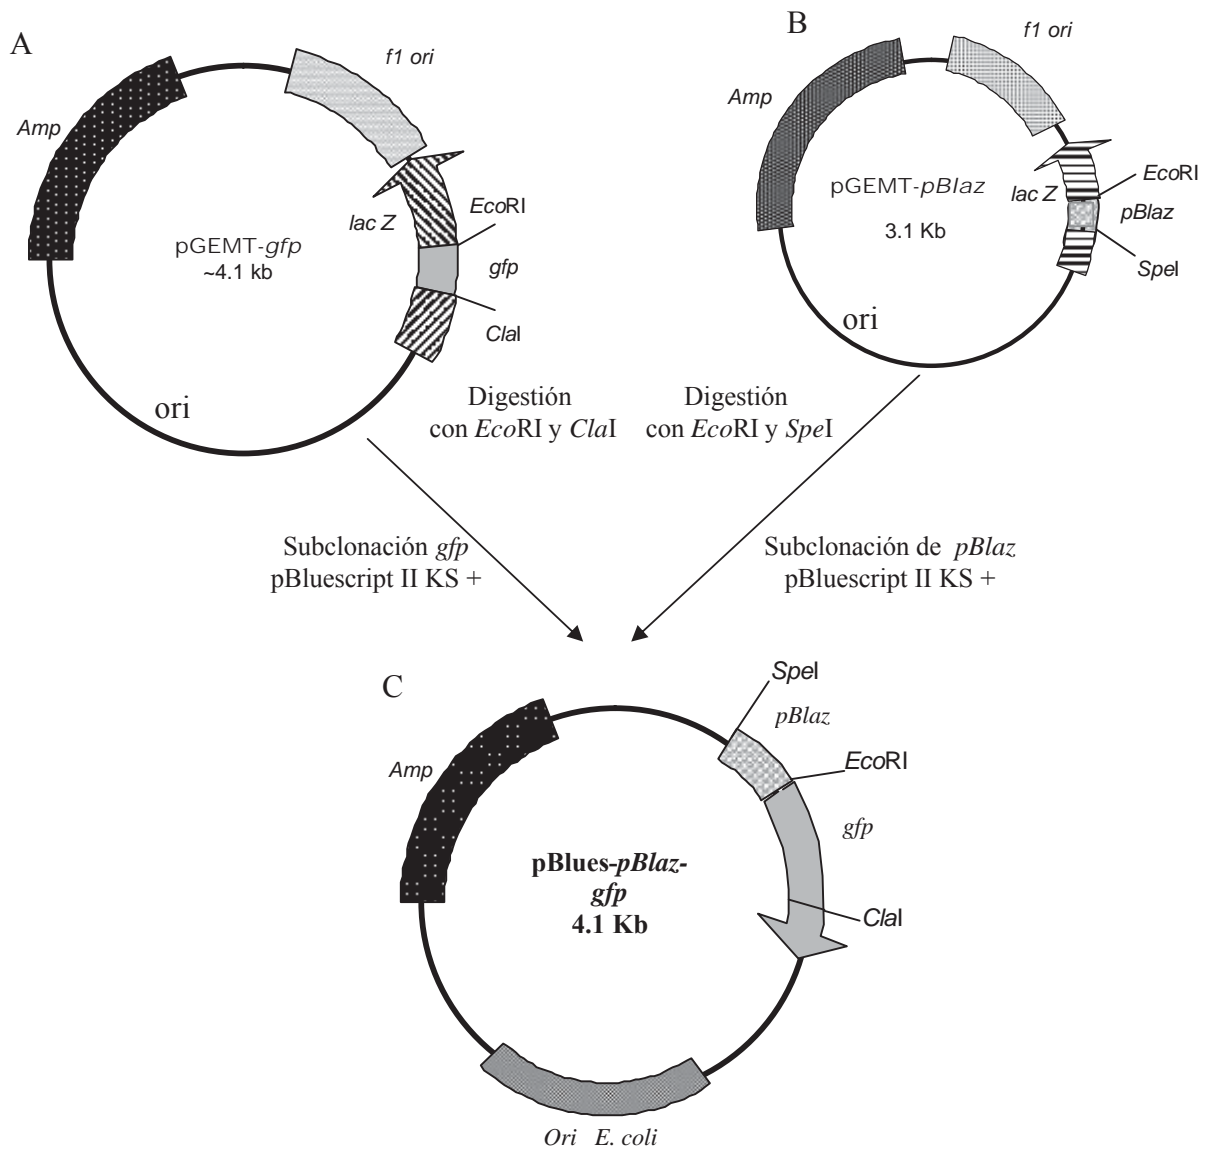 A
f1 ori
Amp
lac Z
EcoRI
pGEMT-gfp
~4.1 kb
gfp
ClaI
ori
B
f1 ori
Amp
pGEMT-pBlaz
3.1 Kb
lac Z
EcoRI
pBlaz
SpeI
ori
Digestión
con EcoRI y ClaI
Digestión
con EcoRI y SpeI
Subclonación gfp
pBluescript II KS +
Subclonación de pBlaz
pBluescript II KS +
C
SpeI
pBlaz
EcoRI
Amp
gfp
pBlues-pBlaz-
gfp
4.1 Kb
ClaI
Ori E. coli